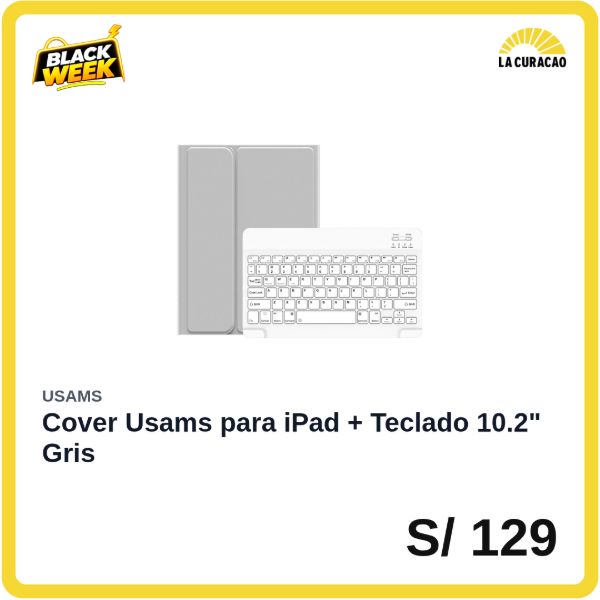 BLACK
WEEK
LA CURACAO
USAMS
Cover Usams para iPad + Teclado 10.2"
Gris
S/ 129